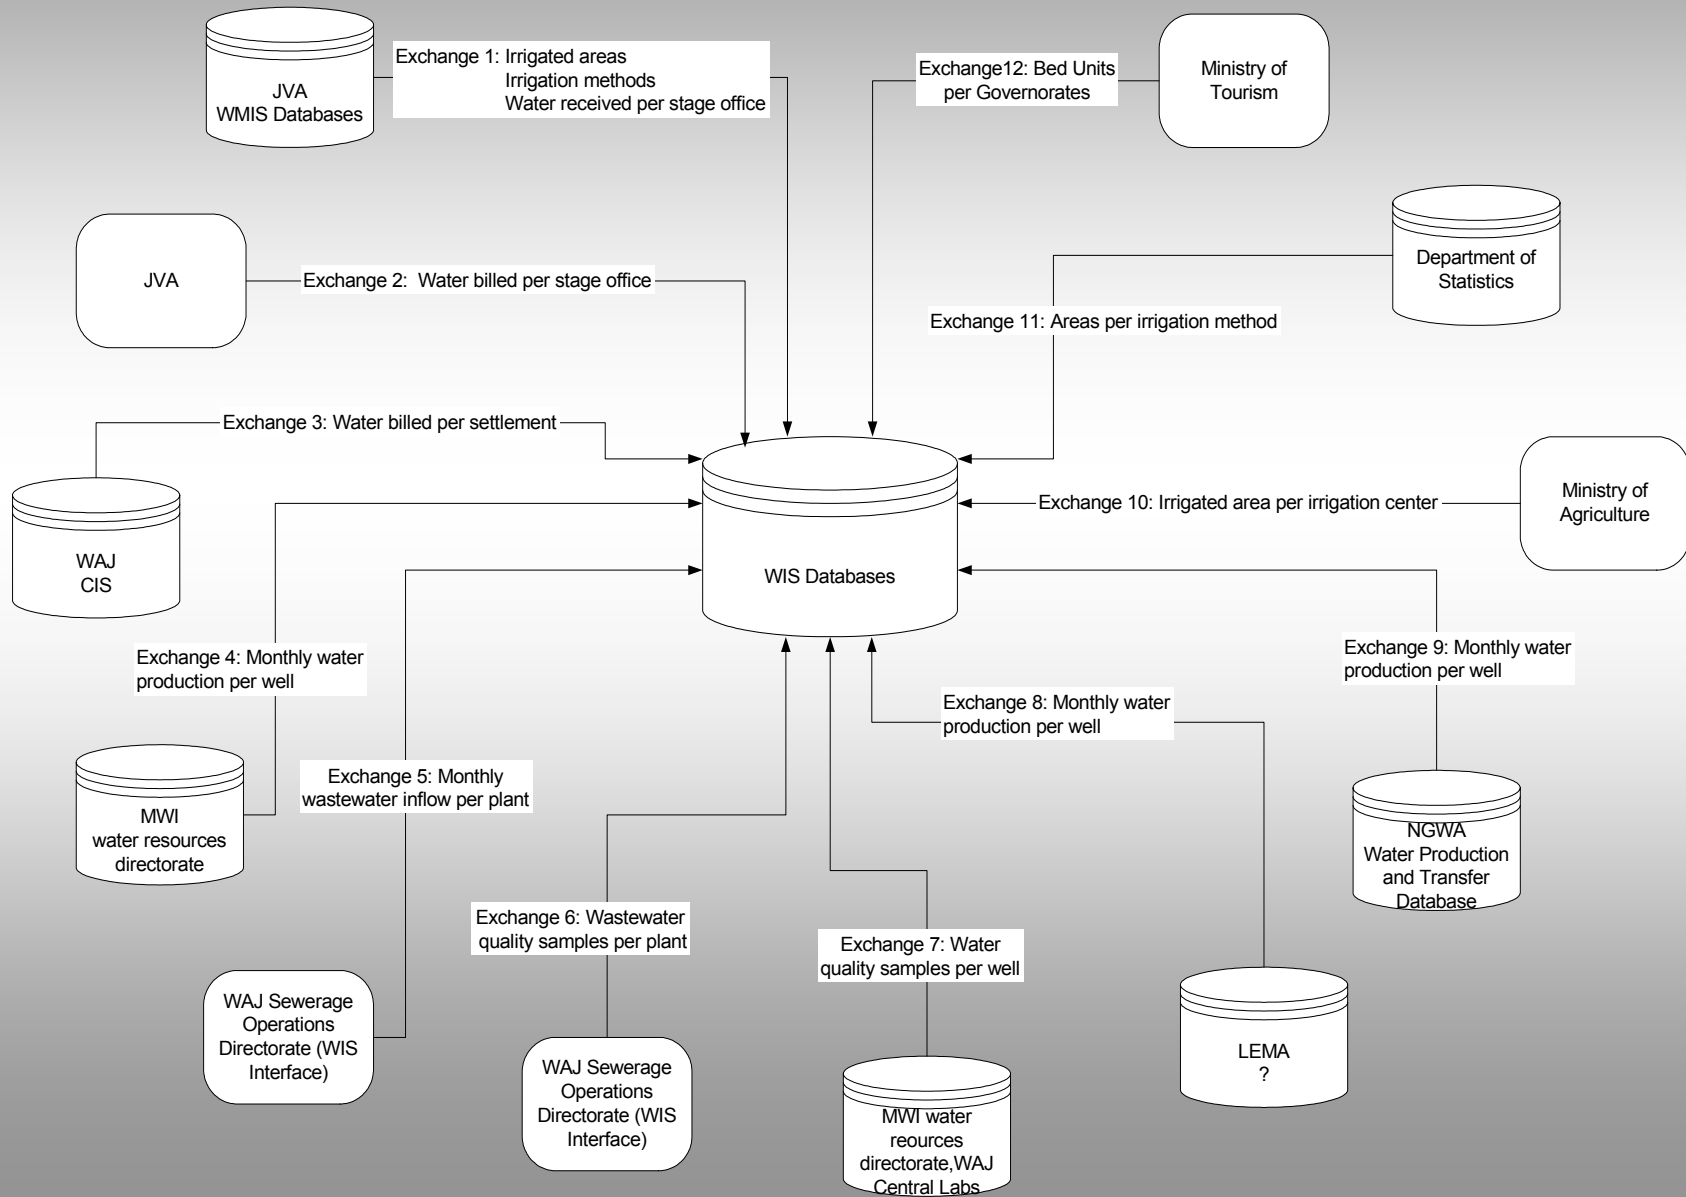 JVA
WMIS Databases
Exchange 1: Irrigated areas
Irrigation methods
Water received per stage office
Exchange12: Bed Units
per Governorates
Ministry of
Tourism
JVA
Exchange 2:  Water billed per stage office
Department of
Statistics
Exchange 11: Areas per irrigation method
Exchange 3: Water billed per settlement
WAJ
CIS
WIS Databases
Exchange 10: Irrigated area per irrigation center
Ministry of
Agriculture
Exchange 4: Monthly water
production per well
MWI
water resources
directorate
Exchange 5: Monthly
wastewater inflow per plant
WAJ Sewerage
Operations
Directorate (WIS
Interface)
Exchange 6: Wastewater
quality samples per plant
WAJ Sewerage
Operations
Directorate (WIS
Interface)
Exchange 7: Water
quality samples per well
MWI water
reources
directorate,WAJ
Central Labs
Exchange 8: Monthly water
production per well
LEMA
?
Exchange 9: Monthly water
production per well
NGWA
Water Production
and Transfer
Database